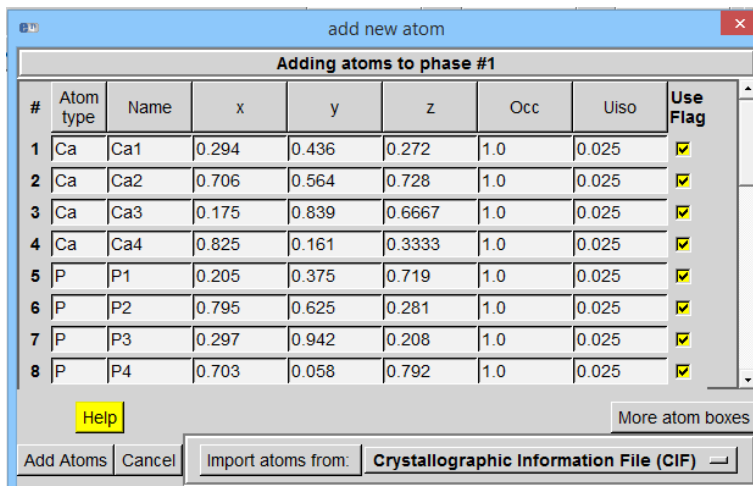 add new atom
Adding atoms to phase #1
# Atom type Name x y z Occ Uiso Use Flag
1 Ca Ca1 0.294 0.436 0.272 1.0 0.025
2 Ca Ca2 0.706 0.564 0.728 1.0 0.025
3 Ca Ca3 0.175 0.839 0.6667 1.0 0.025
4 Ca Ca4 0.825 0.161 0.3333 1.0 0.025
5 P P1 0.205 0.375 0.719 1.0 0.025
6 P P2 0.795 0.625 0.281 1.0 0.025
7 P P3 0.297 0.942 0.208 1.0 0.025
8 P P4 0.703 0.058 0.792 1.0 0.025
Help More atom boxes
Add Atoms Cancel Import atoms from: Crystallographic Information File (CIF)